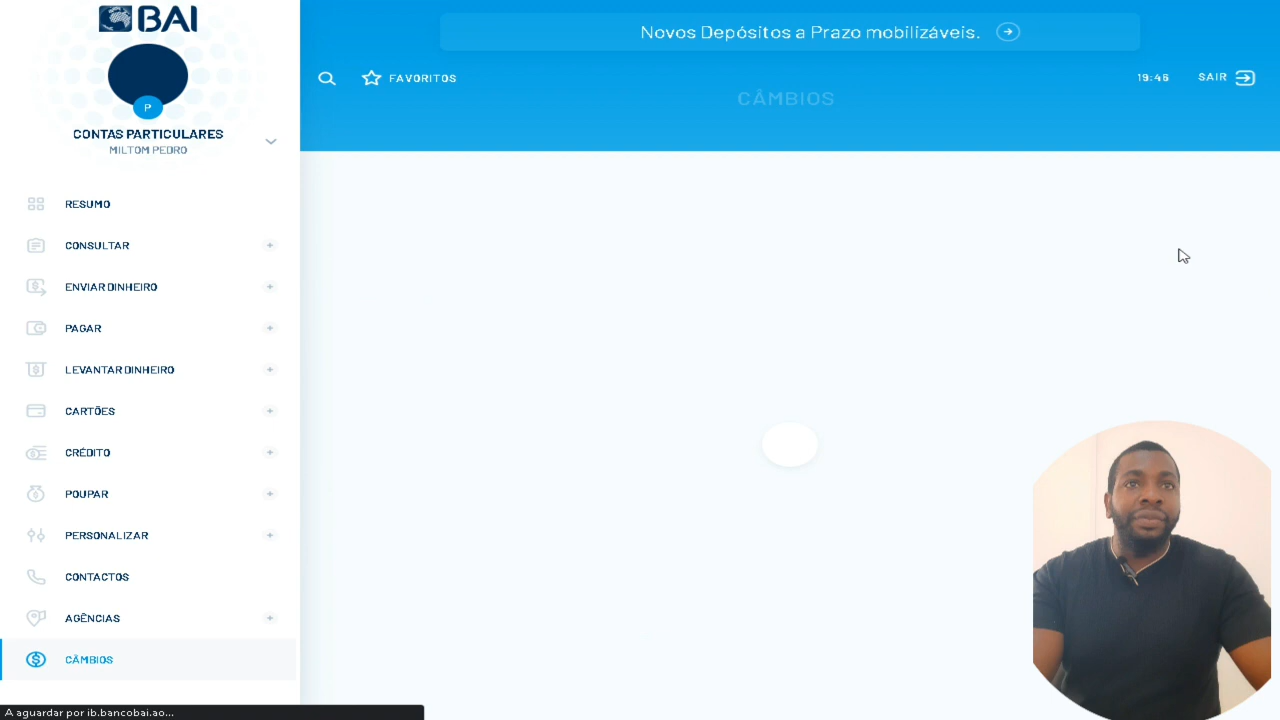 BAI
P
CONTAS PARTICULARES
MILTOM PEDRO
RESUMO
CONSULTAR
ENVIAR DINHEIRO
PAGAR
LEVANTAR DINHEIRO
CARTÕES
CRÉDITO
POUPAR
PERSONALIZAR
CONTACTOS
AGÊNCIAS
CÂMBIOS
A aguardar por ib.bancobai.ao...
Novos Depósitos a Prazo mobilizáveis.
FAVORITOS
19:46
SAIR
CÂMBIOS